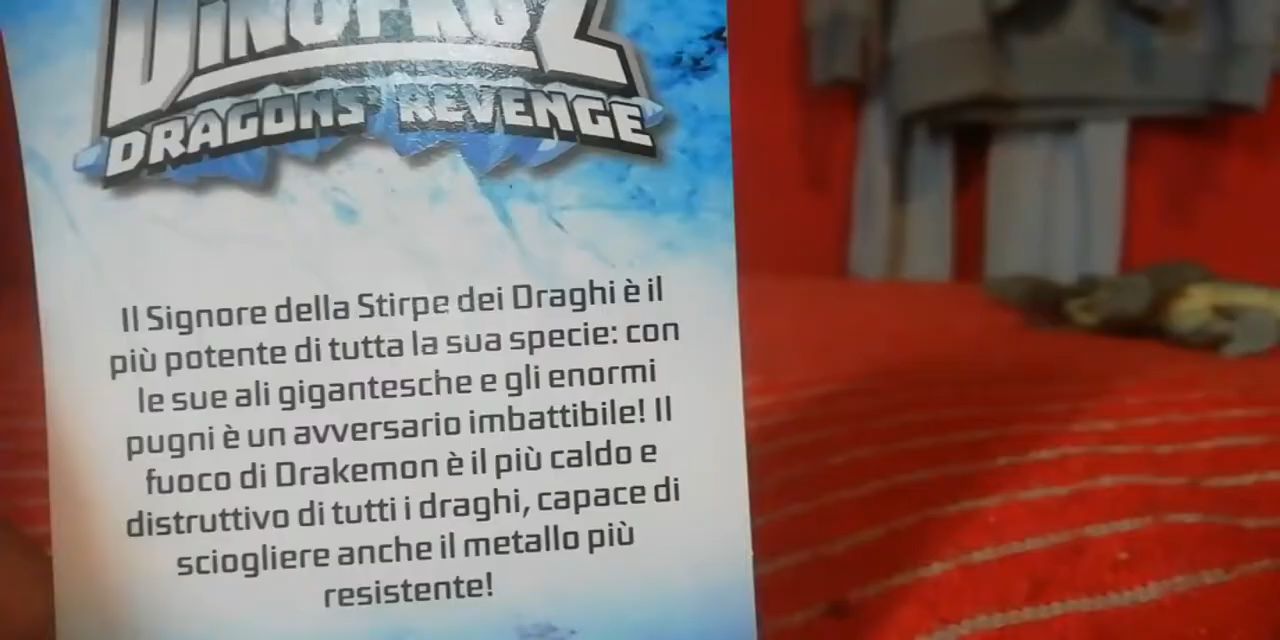 DINOFROZ
DRAGONS' REVENGE
Il Signore della Stirpe dei Draghi è il
più potente di tutta la sua specie: con
le sue ali gigantesche e gli enormi
pugni è un avversario imbattibile! Il
fuoco di Drakemon è il più caldo e
distruttivo di tutti i draghi, capace di
sciogliere anche il metallo più
resistente!